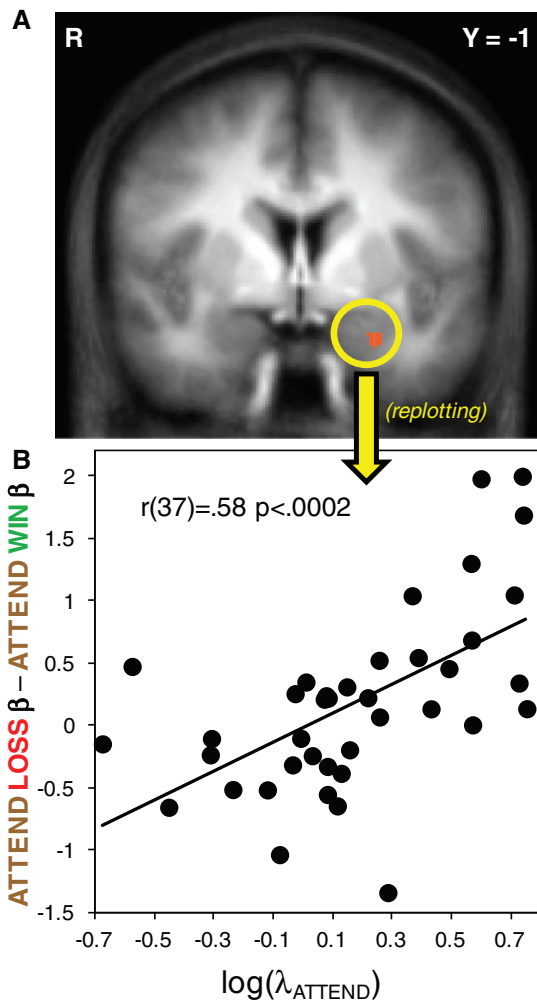 A
R
Y = -1
(replotting)
B
ATTEND LOSS β – ATTEND WIN β
r(37)=.58 p<.0002
2
1.5
1
0.5
0
-0.5
-1
-1.5
-0.7 -0.5 -0.3 -0.1 0.1 0.3 0.5 0.7
log(λATTEND)